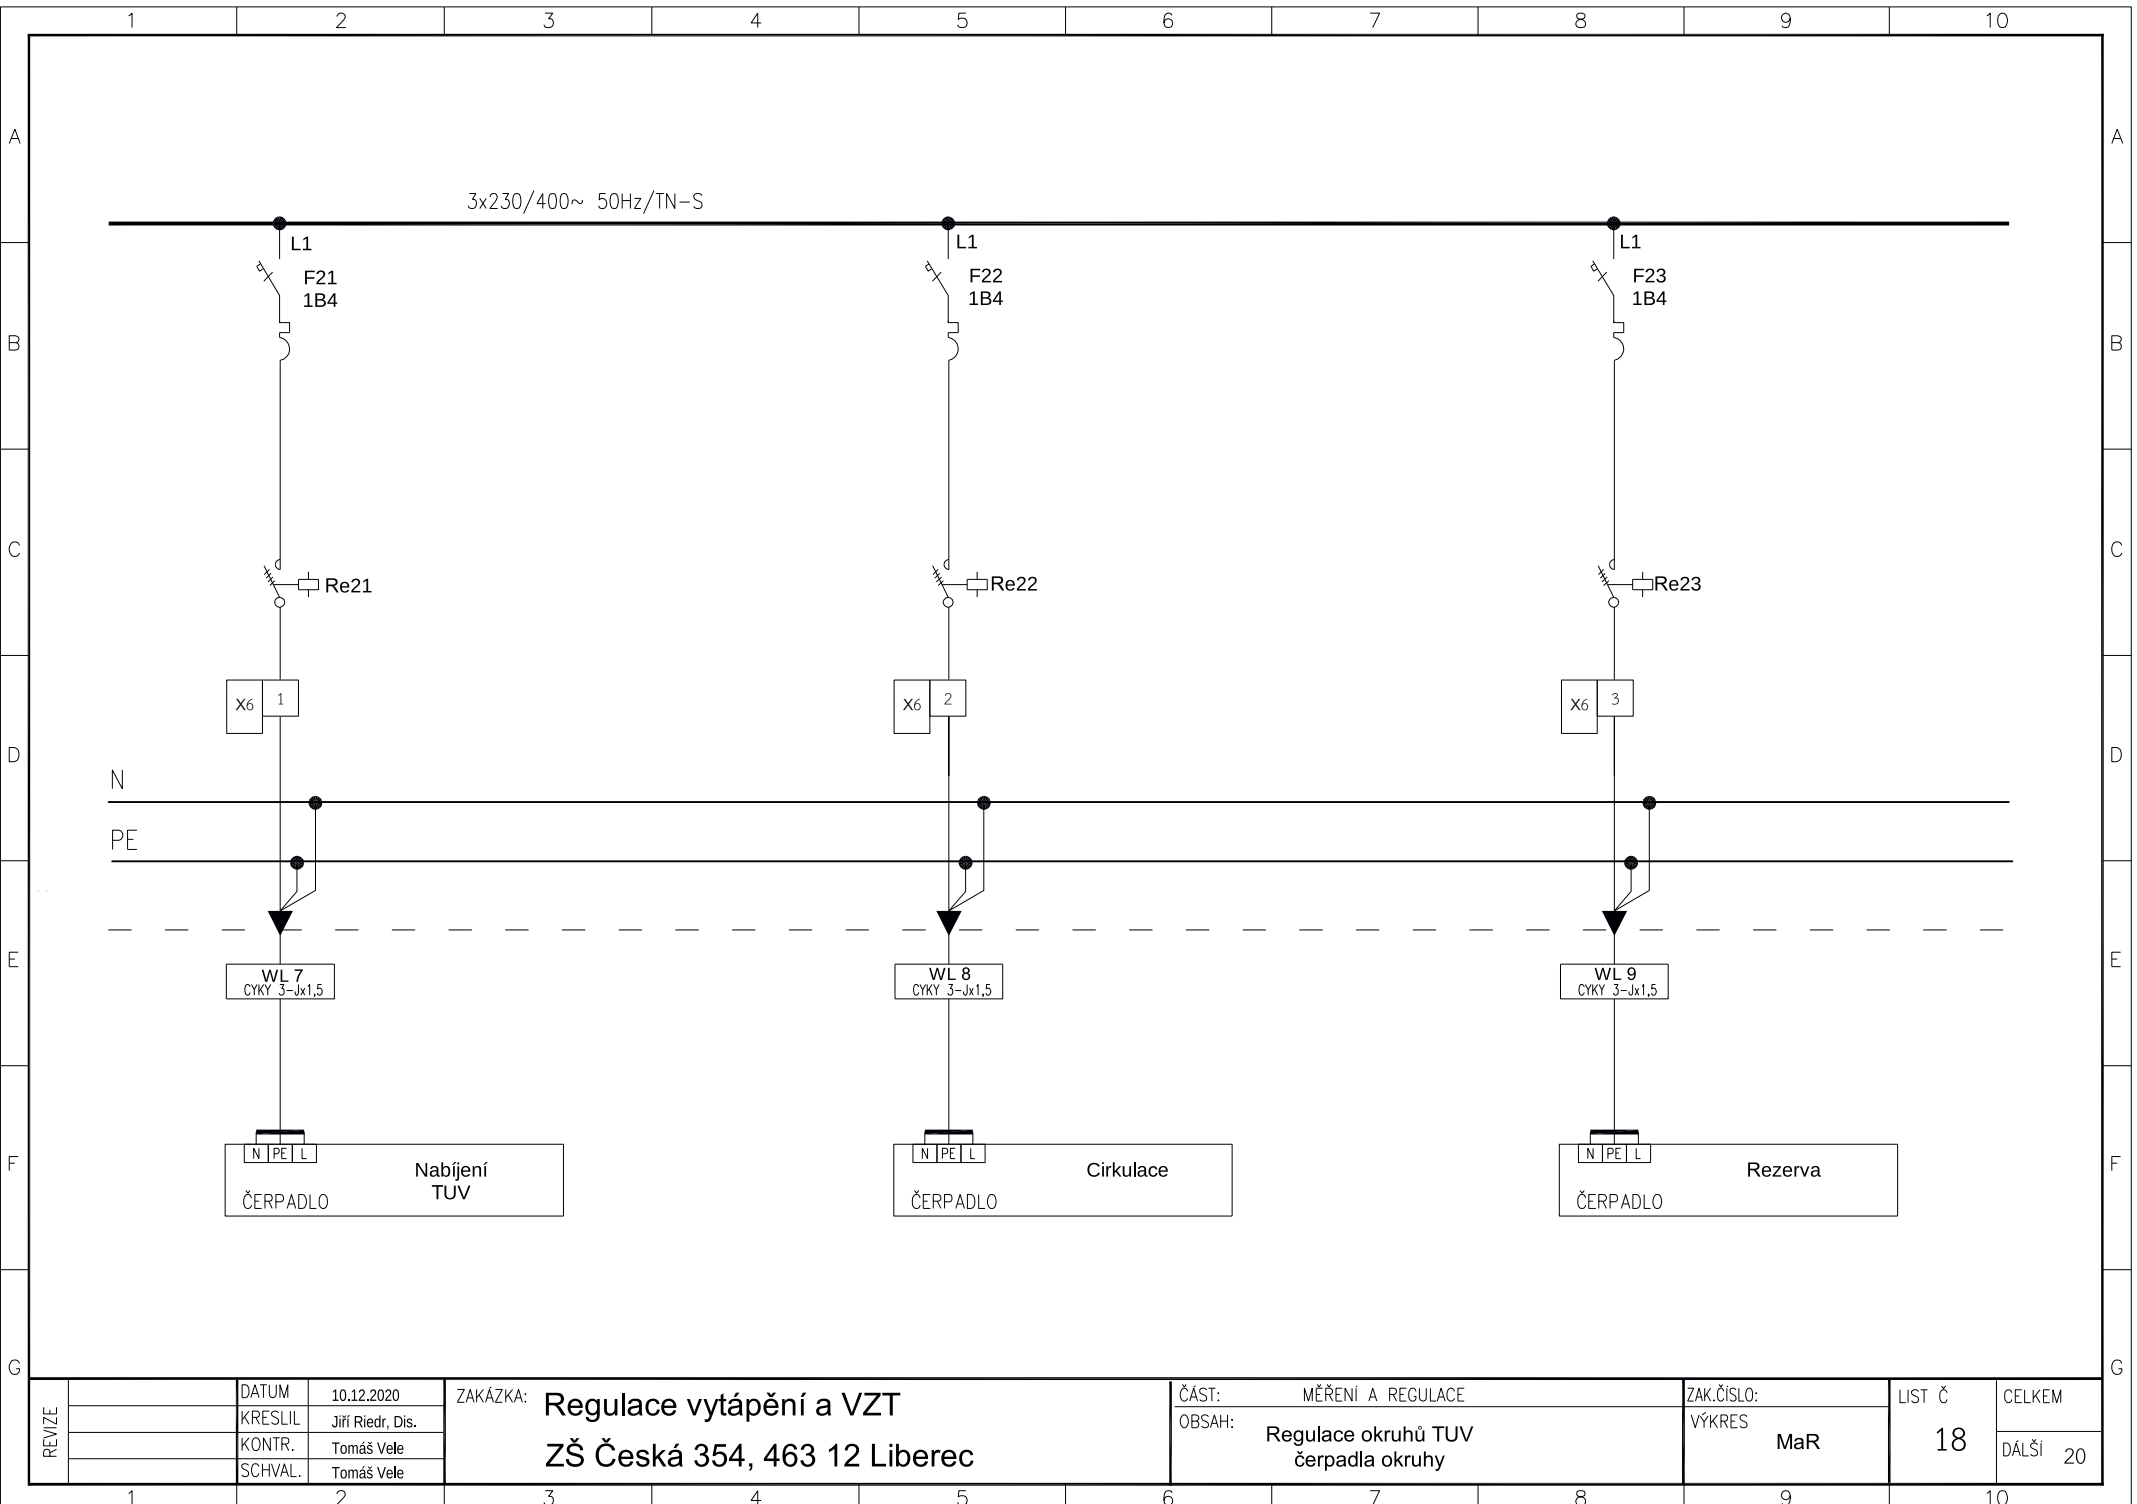 1 2 3 4 5 6 7 8 9 10
A A
3x230/400~ 50Hz/TN-S
L1 L1 L1
F21 F22 F23
1B4 1B4 1B4
B B
C C
Re21 Re22 Re23
X6 1 X6 2 X6 3
D D
N
PE
E E
WL 7 WL 8 WL 9
CYKY 3-Jx1,5 CYKY 3-Jx1,5 CYKY 3-Jx1,5
F F
N PE L N PE L N PE L
Nabíjení Cirkulace Rezerva
TUV
ČERPADLO ČERPADLO ČERPADLO
G G
REVIZE
DATUM 10.12.2020
KRESLIL Jiří Riedr, Dis.
KONTR. Tomáš Vele
SCHVAL. Tomáš Vele
ZAKÁZKA: Regulace vytápění a VZT
ZŠ Česká 354, 463 12 Liberec
ČÁST: MĚŘENÍ A REGULACE
OBSAH: Regulace okruhů TUV
čerpadla okruhy
ZAK.ČÍSLO:
VÝKRES
MaR
LIST Č
18
CELKEM
DÁLŠÍ 20
1 2 3 4 5 6 7 8 9 10